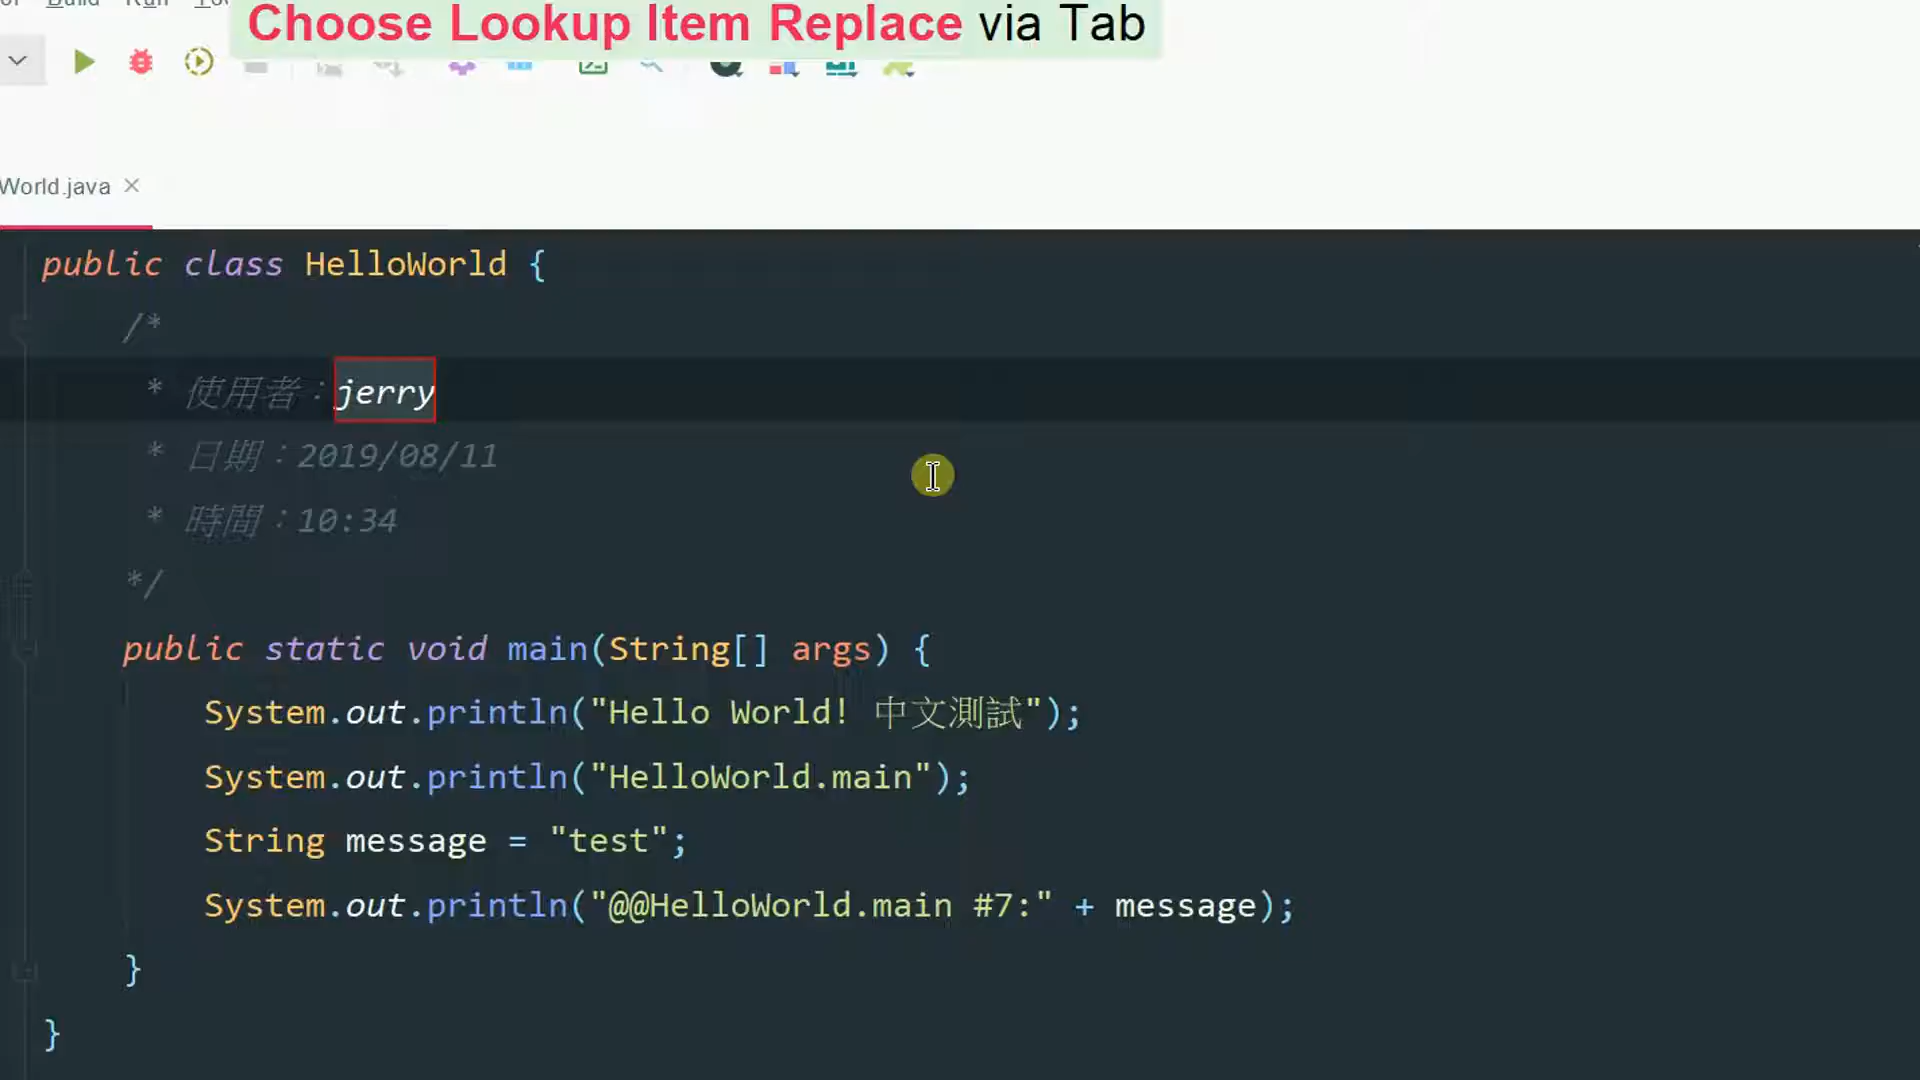 Build Run
Choose Lookup Item Replace via Tab
World.java
public class HelloWorld {
/*
* 使用者：jerry
* 日期：2019/08/11
* 時間：10:34
*/
public static void main(String[] args) {
System.out.println("Hello World! 中文測試");
System.out.println("HelloWorld.main");
String message = "test";
System.out.println("@@HelloWorld.main #7:" + message);
}
}